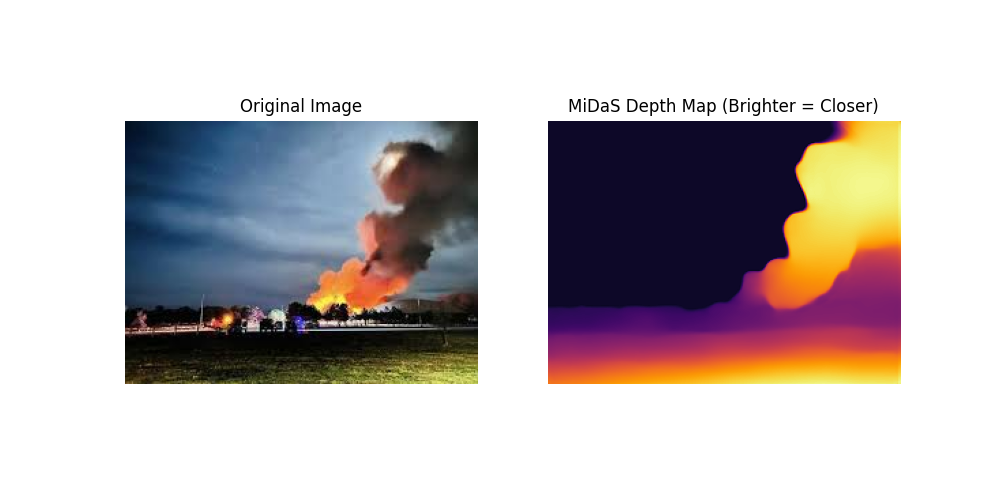 Original Image
MiDaS Depth Map (Brighter = Closer)